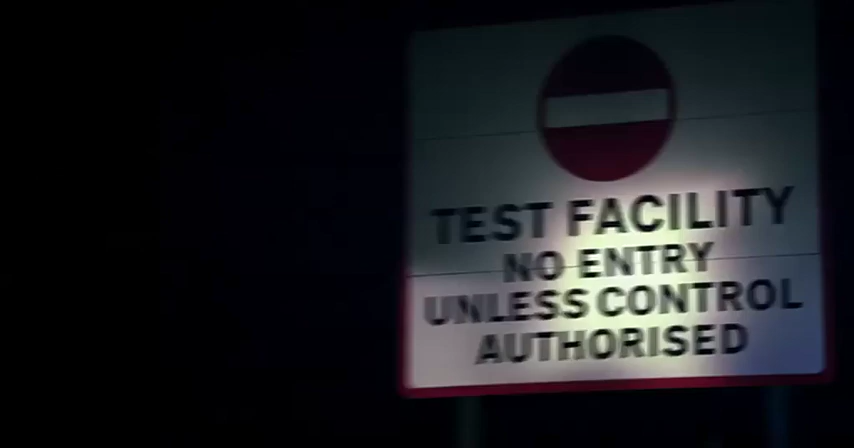 TEST FACILITY
NO ENTRY
UNLESS CONTROL
AUTHORISED